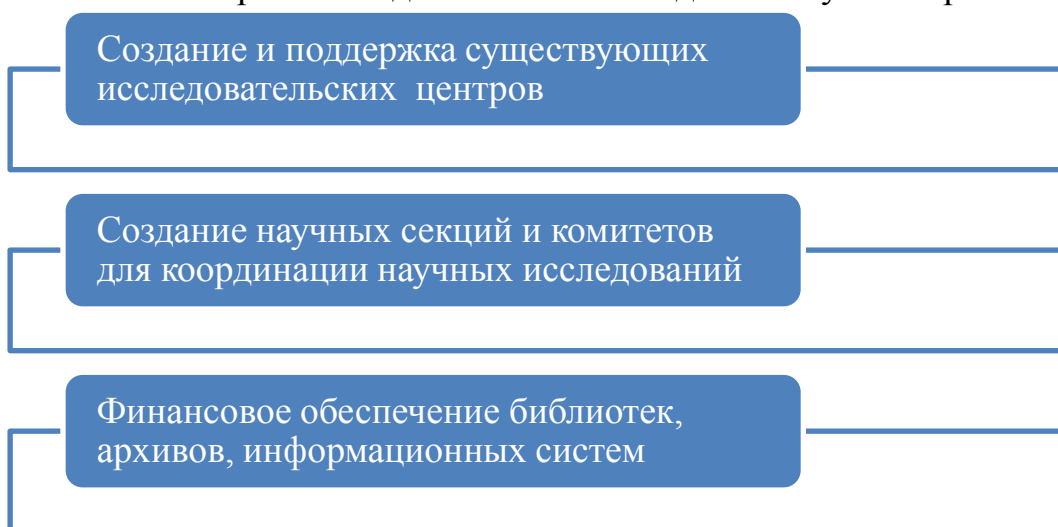 Создание и поддержка существующих
исследовательских центров
Создание научных секций и комитетов
для координации научных исследований
Финансовое обеспечение библиотек,
архивов, информационных систем